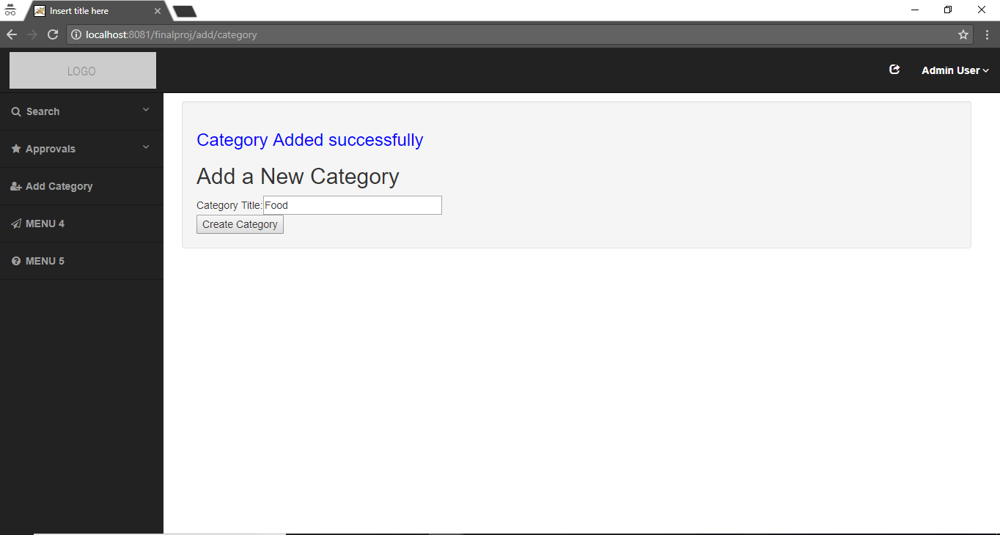 Insert title here
localhost:8081/finalproj/add/category
LOGO
Admin User
Search
Approvals
Add Category
MENU 4
MENU 5
Category Added successfully
Add a New Category
Category Title:Food
Create Category